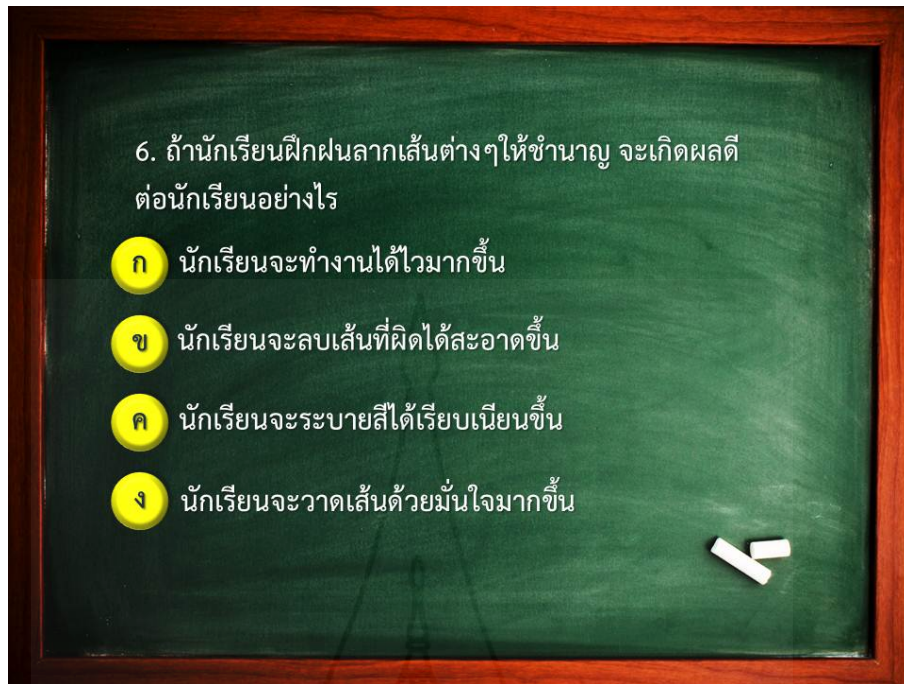 6. ถ้านักเรียนฝึกฝนลากเส้นต่างๆให้ชำนาญ จะเกิดผลดี
ต่อนักเรียนอย่างไร
ก นักเรียนจะทำงานได้ไวมากขึ้น
ข นักเรียนจะลบเส้นที่ผิดได้สะอาดขึ้น
ค นักเรียนจะระบายสีได้เรียบเนียนขึ้น
ง นักเรียนจะวาดเส้นด้วยมั่นใจมากขึ้น